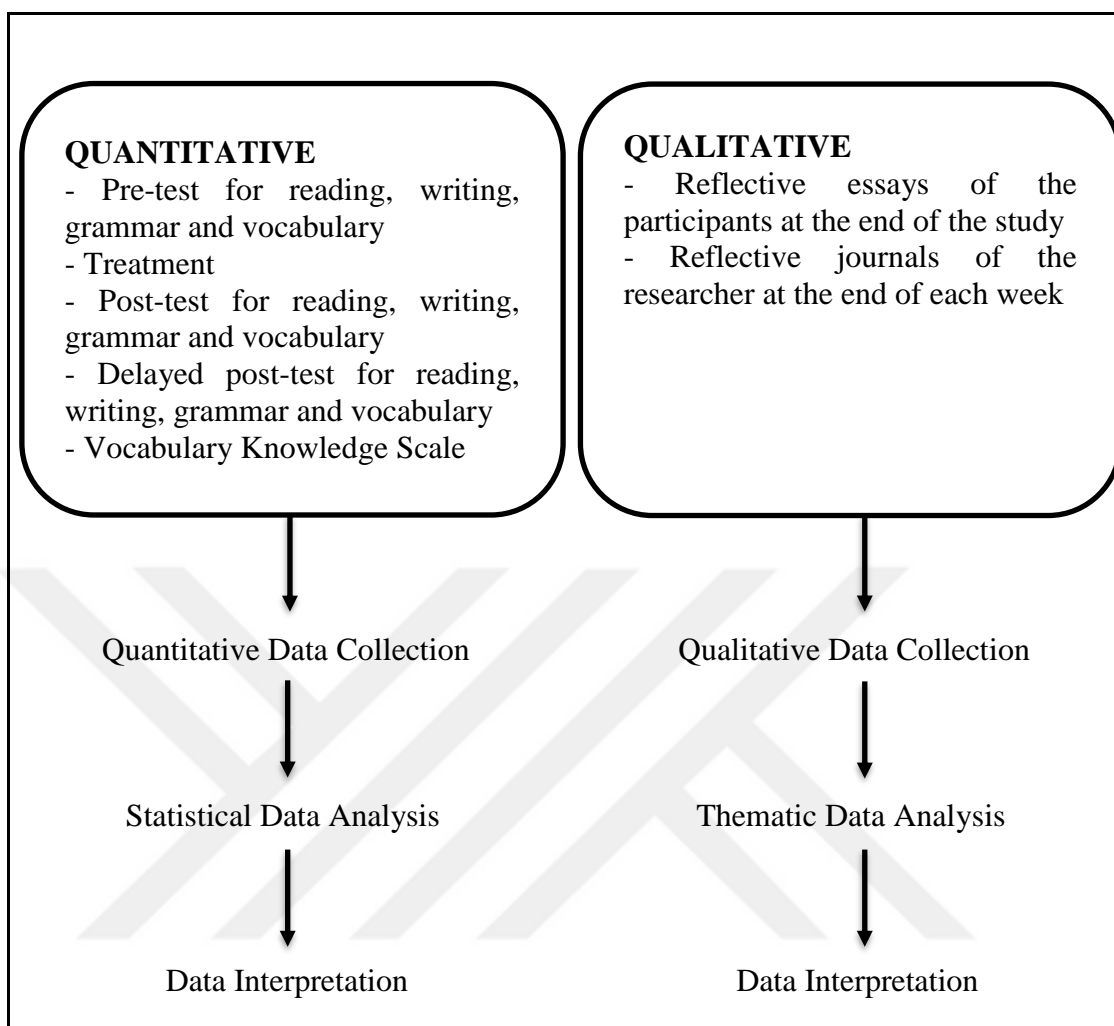 QUANTITATIVE
- Pre-test for reading, writing,
grammar and vocabulary
- Treatment
- Post-test for reading, writing,
grammar and vocabulary
- Delayed post-test for reading,
writing, grammar and vocabulary
- Vocabulary Knowledge Scale
QUALITATIVE
- Reflective essays of the
participants at the end of the study
- Reflective journals of the
researcher at the end of each week
Quantitative Data Collection
Qualitative Data Collection
Statistical Data Analysis
Thematic Data Analysis
Data Interpretation
Data Interpretation